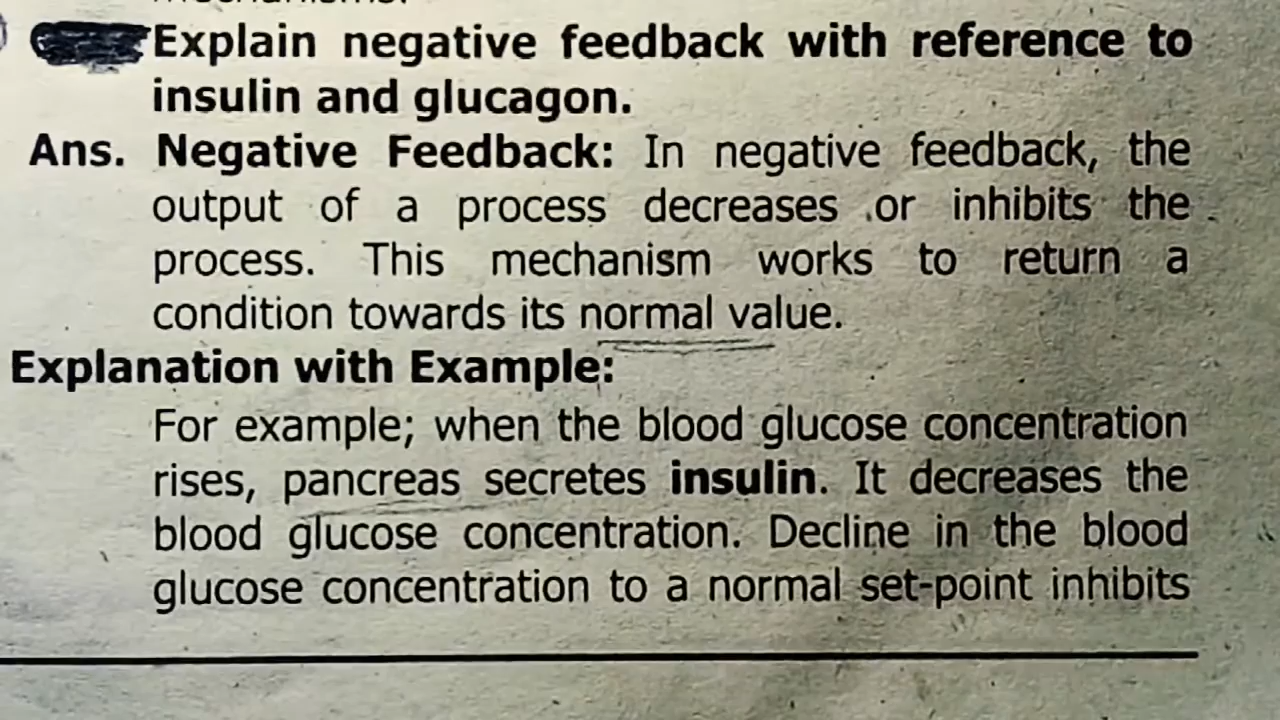 Explain negative feedback with reference to
insulin and glucagon.
Ans. Negative Feedback: In negative feedback, the
output of a process decreases or inhibits the
process. This mechanism works to return a
condition towards its normal value.
Explanation with Example:
For example; when the blood glucose concentration
rises, pancreas secretes insulin. It decreases the
blood glucose concentration. Decline in the blood
glucose concentration to a normal set-point inhibits